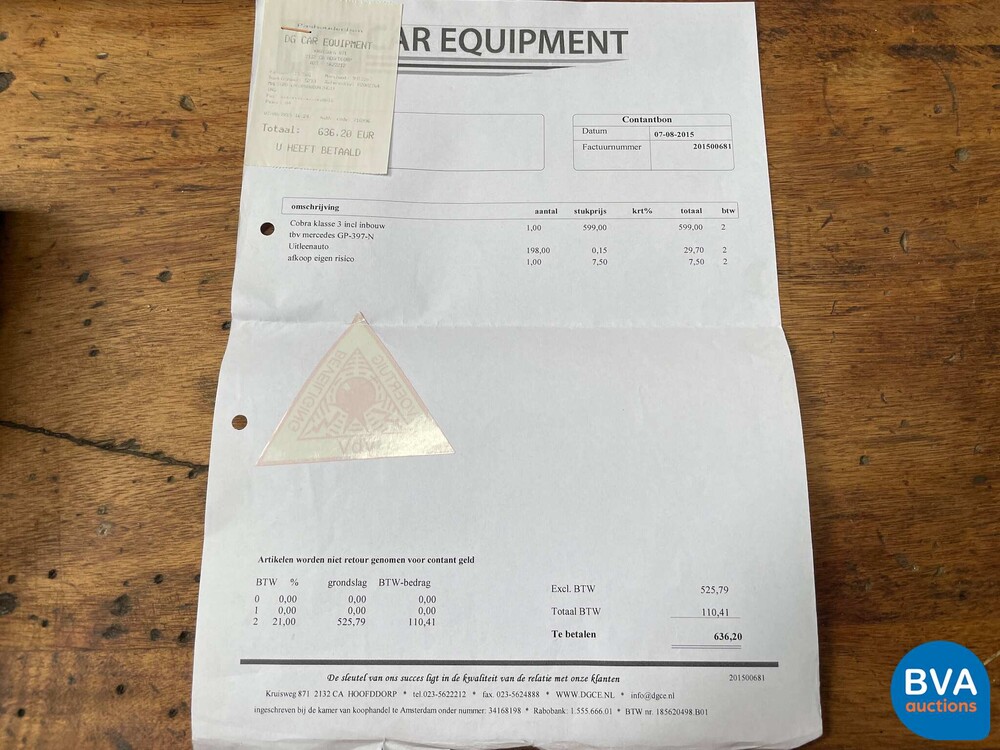 DG CAR EQUIPMENT
Totaal: 636,20 EUR
U HEEFT BETAALD
AR EQUIPMENT
Contantbon
Datum 07-08-2015
Factuurnummer 201500681
omschrijving aantal stukprijs krt% totaal btw
Cobra klasse 3 incl inbouw 1,00 599,00 599,00 2
tbv mercedes GP-397-N
Uitleenauto 198,00 0,15 29,70 2
afkoop eigen risico 1,00 7,50 7,50 2
BEVEILIGING
Artikelen worden niet retour genomen voor contant geld
BTW % grondslag BTW-bedrag
0 0,00 0,00 0,00
1 0,00 0,00 0,00
2 21,00 525,79 110,41
Excl. BTW 525,79
Totaal BTW 110,41
Te betalen 636,20
De sleutel van ons succes ligt in de kwaliteit van de relatie met onze klanten
201500681
Kruisweg 871 2132 CA HOOFDDORP * tel.023-5622212 * fax. 023-5624888 * WWW.DGCE.NL * info@dgce.nl
ingeschreven bij de kamer van koophandel te Amsterdam onder nummer: 34168198 * Rabobank: 1.555.666.01 * BTW nr. 185620498.B01
BVA
auctions